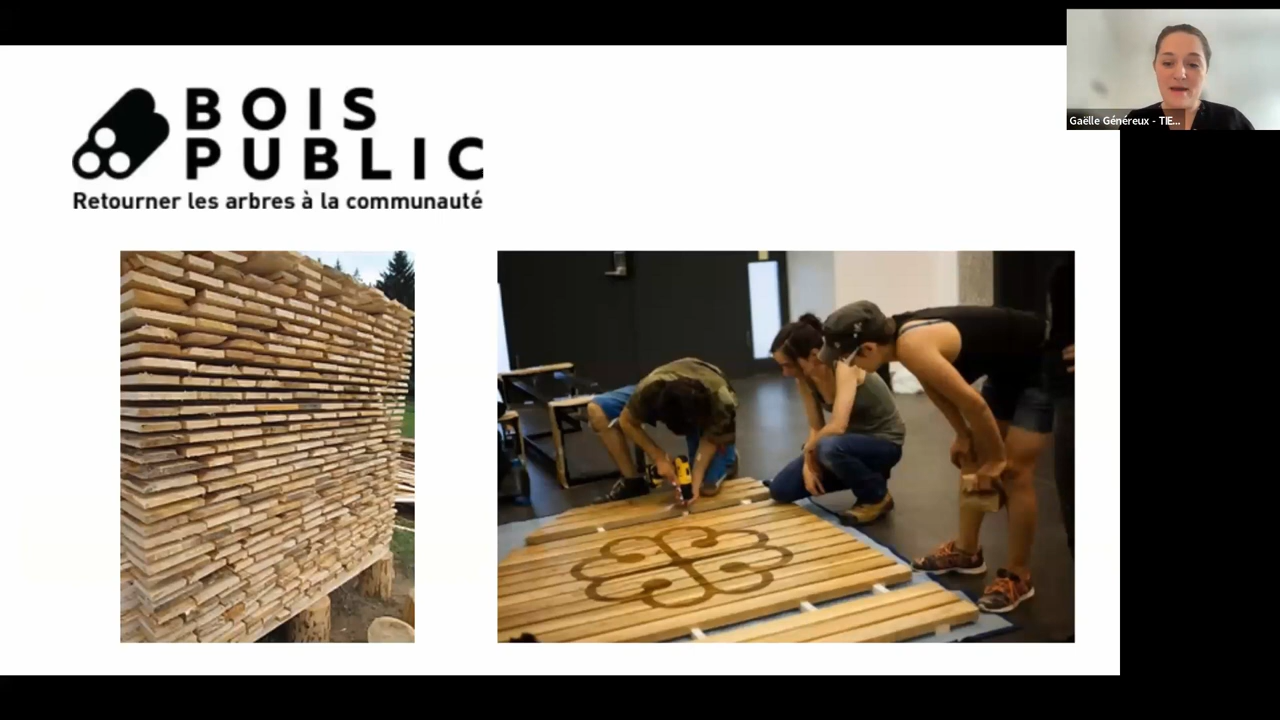 BOIS
PUBLIC
Retourner les arbres à la communauté
Gaëlle Généreux - TIE...